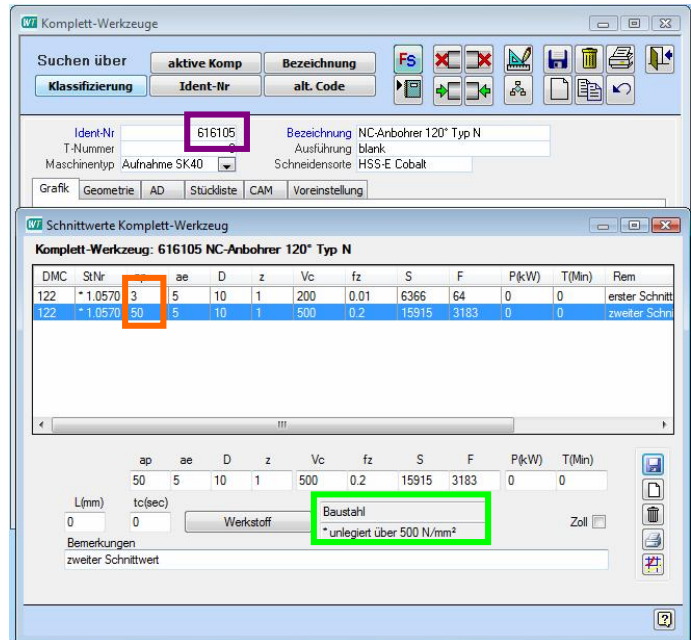 WT Komplett-Werkzeuge
Suchen über aktive Komp Bezeichnung FS
Klassifizierung Ident-Nr alt. Code
Ident-Nr 616105 Bezeichnung NC-Anbohrer 120° Typ N
T-Nummer Ausführung blank
Maschinentyp Aufnahme SK40 Schneidensorte HSS-E Cobalt
Grafik Geometrie AD Stückliste CAM Voreinstellung
WT Schnittwerte Komplett-Werkzeug
Komplett-Werkzeug: 616105 NC-Anbohrer 120° Typ N
DMC StNr ae D z Vc fz S F P(kW) T(Min) Rem
122 * 1.0570 3 5 10 1 200 0.01 6366 64 0 0 erster Schnitt
122 * 1.0570 50 5 10 1 500 0.2 15915 3183 0 0 zweiter Schni
ap ae D z Vc fz S F P(kW) T(Min)
50 5 10 1 500 0.2 15915 3183 0 0
L(mm) tc(sec)
0 0 Werkstoff Baustahl
* unlegiert über 500 N/mm² Zoll
Bemerkungen
zweiter Schnittwert